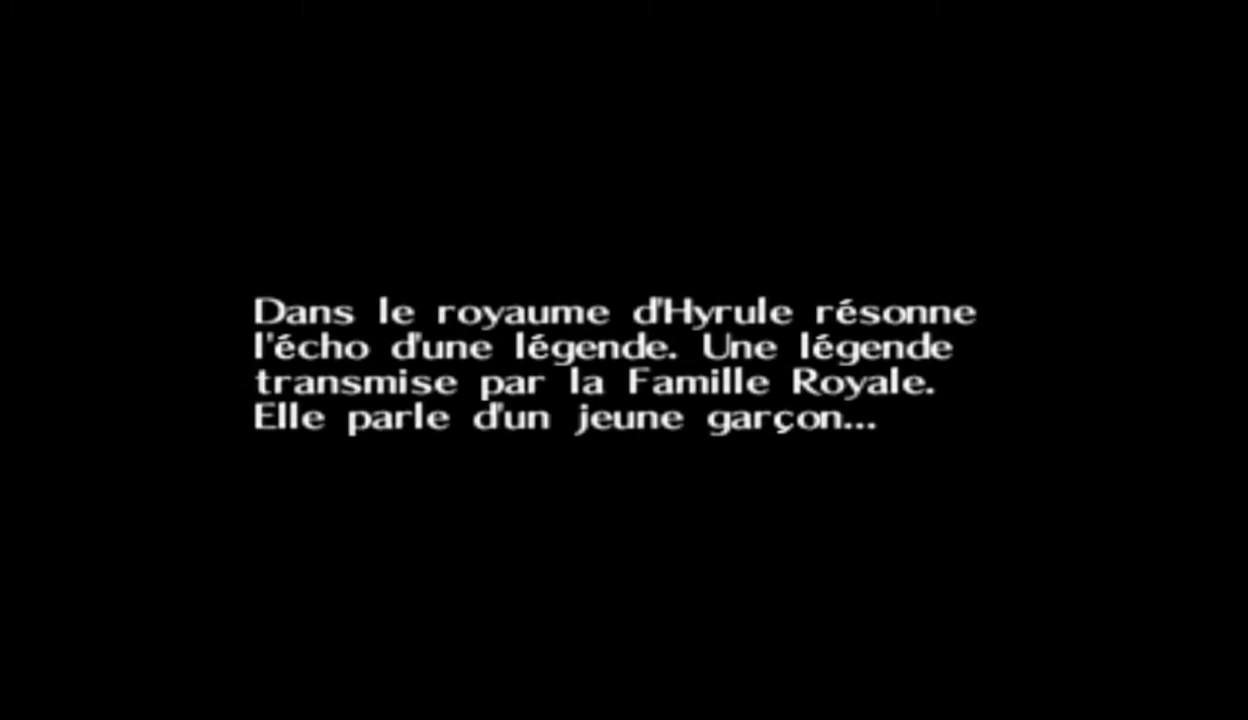 Dans le royaume d'Hyrule résonne
l'écho d'une légende. Une légende
transmise par la Famille Royale.
Elle parle d'un jeune garçon...